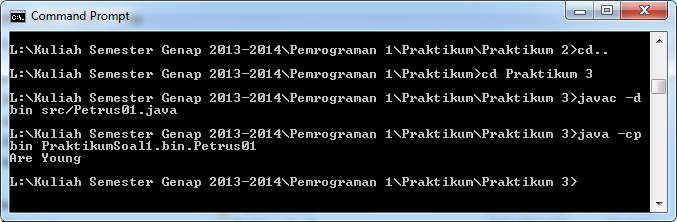 Command Prompt
L:\Kuliah Semester Genap 2013-2014\Pemrograman 1\Praktikum\Praktikum 2>cd..
L:\Kuliah Semester Genap 2013-2014\Pemrograman 1\Praktikum>cd Praktikum 3
L:\Kuliah Semester Genap 2013-2014\Pemrograman 1\Praktikum\Praktikum 3>javac -d
bin src/Petrus01.java
L:\Kuliah Semester Genap 2013-2014\Pemrograman 1\Praktikum\Praktikum 3>java -cp
bin PraktikumSoal1.bin.Petrus01
Are Young
L:\Kuliah Semester Genap 2013-2014\Pemrograman 1\Praktikum\Praktikum 3>